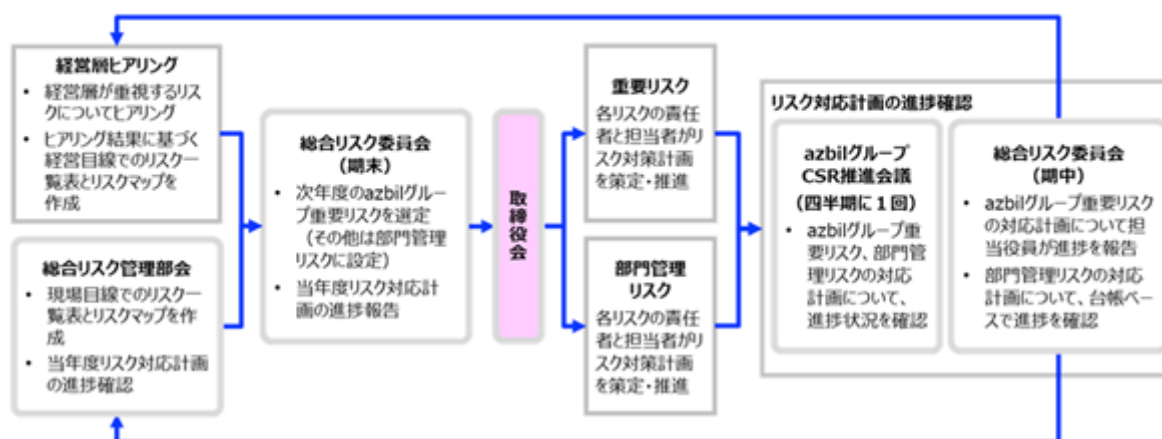 経営層ヒアリング
• 経営層が重視するリス
クについてヒアリング
• ヒアリング結果に基づく
経営目線でのリスク一
覧表とリスクマップを
作成
総合リスク管理部会
• 現場目線でのリスク一
覧表とリスクマップを作
成
• 当年度リスク対応計画
の進捗確認
総合リスク委員会
(期末)
• 次年度のazbilグルー
プ重要リスクを選定
(その他は部門管理
リスクに設定)
• 当年度リスク対応計
画の進捗報告
取締役会
重要リスク
各リスクの責任
者と担当者がリ
スク対策計画
を策定・推進
部門管理
リスク
各リスクの責任
者と担当者がリ
スク対策計画
を策定・推進
リスク対応計画の進捗確認
azbilグループ
CSR推進会議
(四半期に1回)
• azbilグループ重
要リスク、部門管
理リスクの対応
計画について、
進捗状況を確認
総合リスク委員会
(期中)
• azbilグループ重要リスク
の対応計画について担
当役員が進捗を報告
• 部門管理リスクの対応
計画について、台帳ベー
スで進捗を確認